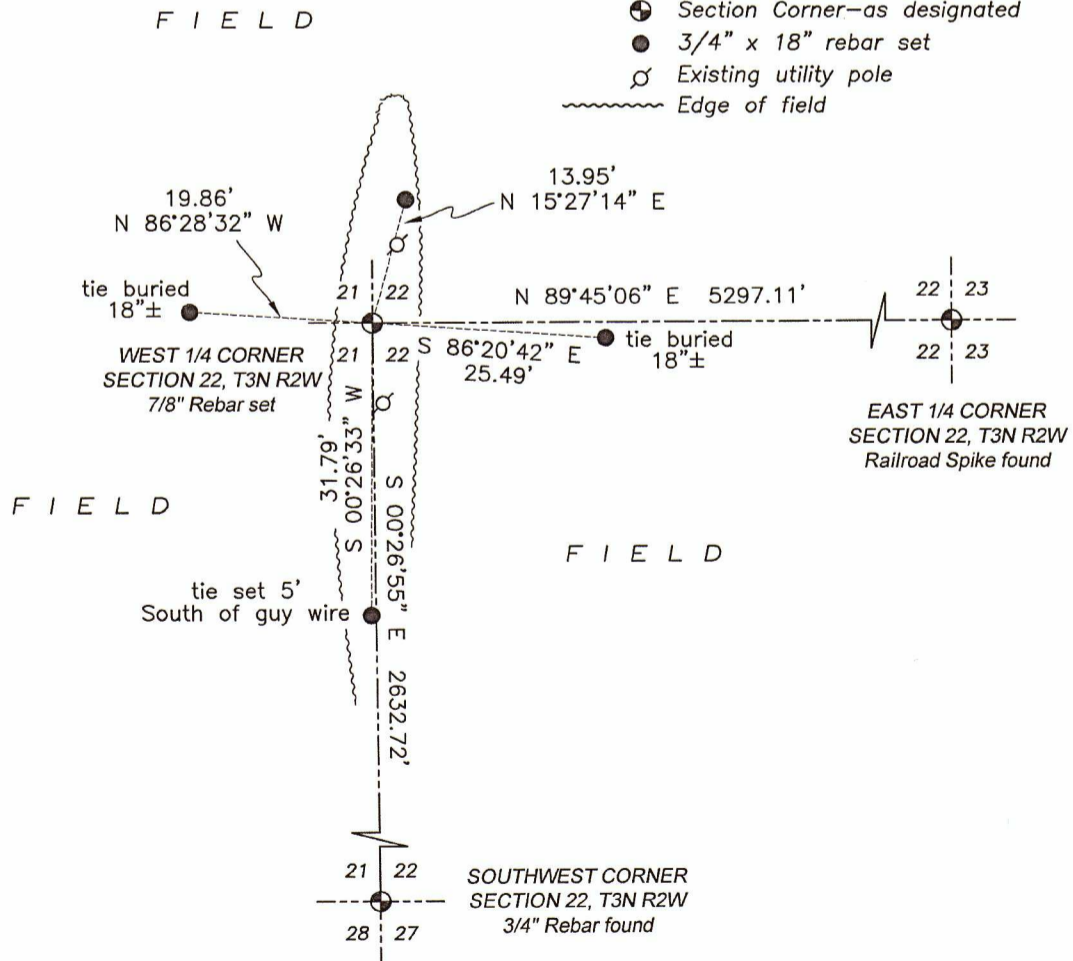 F I E L D
Section Corner—as designated
3/4" x 18" rebar set
Existing utility pole
Edge of field
19.86'
N 86°28'32" W
13.95'
N 15°27'14" E
tie buried
18"±
21 22
N 89°45'06" E 5297.11'
22 23
WEST 1/4 CORNER
SECTION 22, T3N R2W
7/8" Rebar set
21 22
S 86°20'42" E
25.49'
tie buried
18"±
22 23
EAST 1/4 CORNER
SECTION 22, T3N R2W
Railroad Spike found
31.79'
S 00°26'33" W
S 00°26'55" E 2632.72'
F I E L D
F I E L D
tie set 5'
South of guy wire
21 22
28 27
SOUTHWEST CORNER
SECTION 22, T3N R2W
3/4" Rebar found